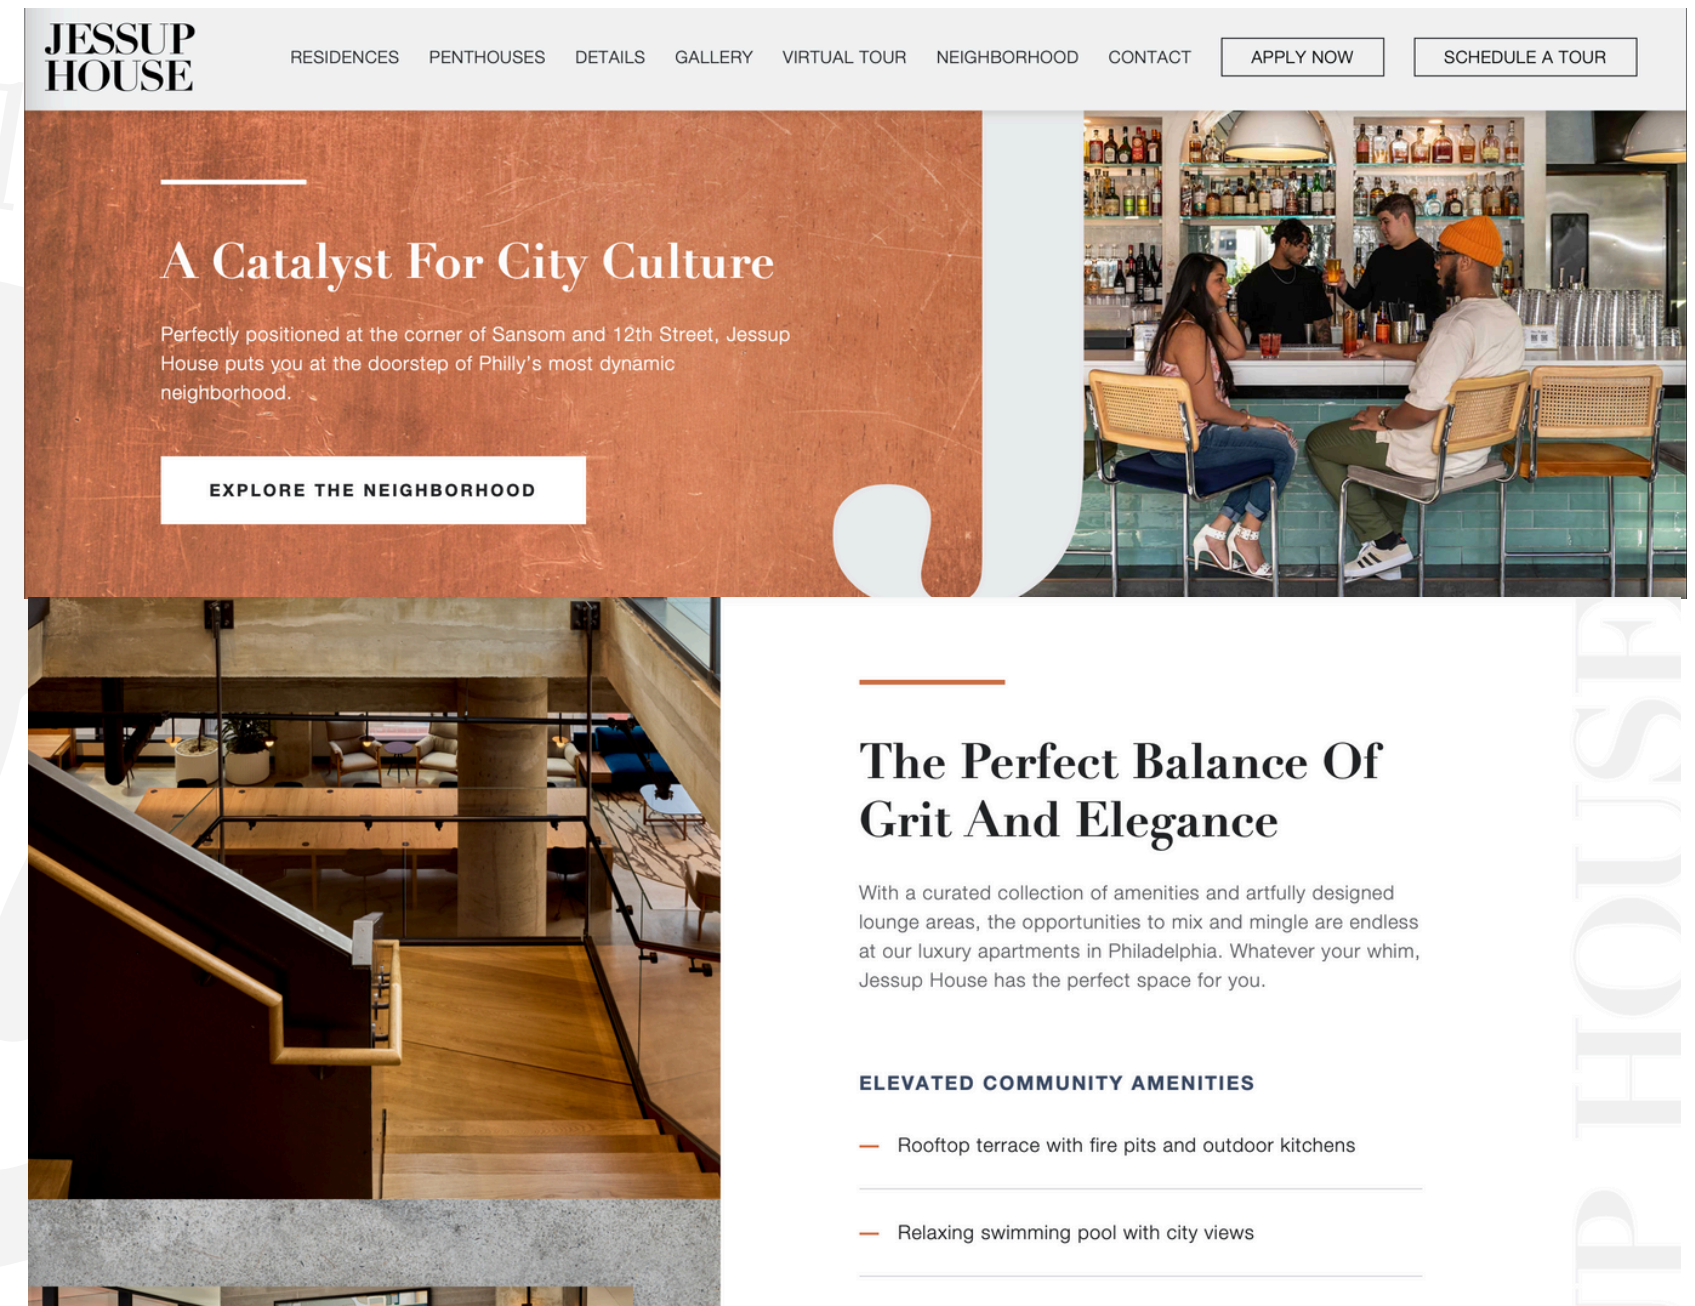 JESSUP
HOUSE
RESIDENCES PENTHOUSES DETAILS GALLERY VIRTUAL TOUR NEIGHBORHOOD CONTACT APPLY NOW SCHEDULE A TOUR
A Catalyst For City Culture
Perfectly positioned at the corner of Sansom and 12th Street, Jessup
House puts you at the doorstep of Philly's most dynamic
neighborhood.
EXPLORE THE NEIGHBORHOOD
J
The Perfect Balance Of
Grit And Elegance
With a curated collection of amenities and artfully designed
lounge areas, the opportunities to mix and mingle are endless
at our luxury apartments in Philadelphia. Whatever your whim,
Jessup House has the perfect space for you.
ELEVATED COMMUNITY AMENITIES
— Rooftop terrace with fire pits and outdoor kitchens
— Relaxing swimming pool with city views
P HOUSE